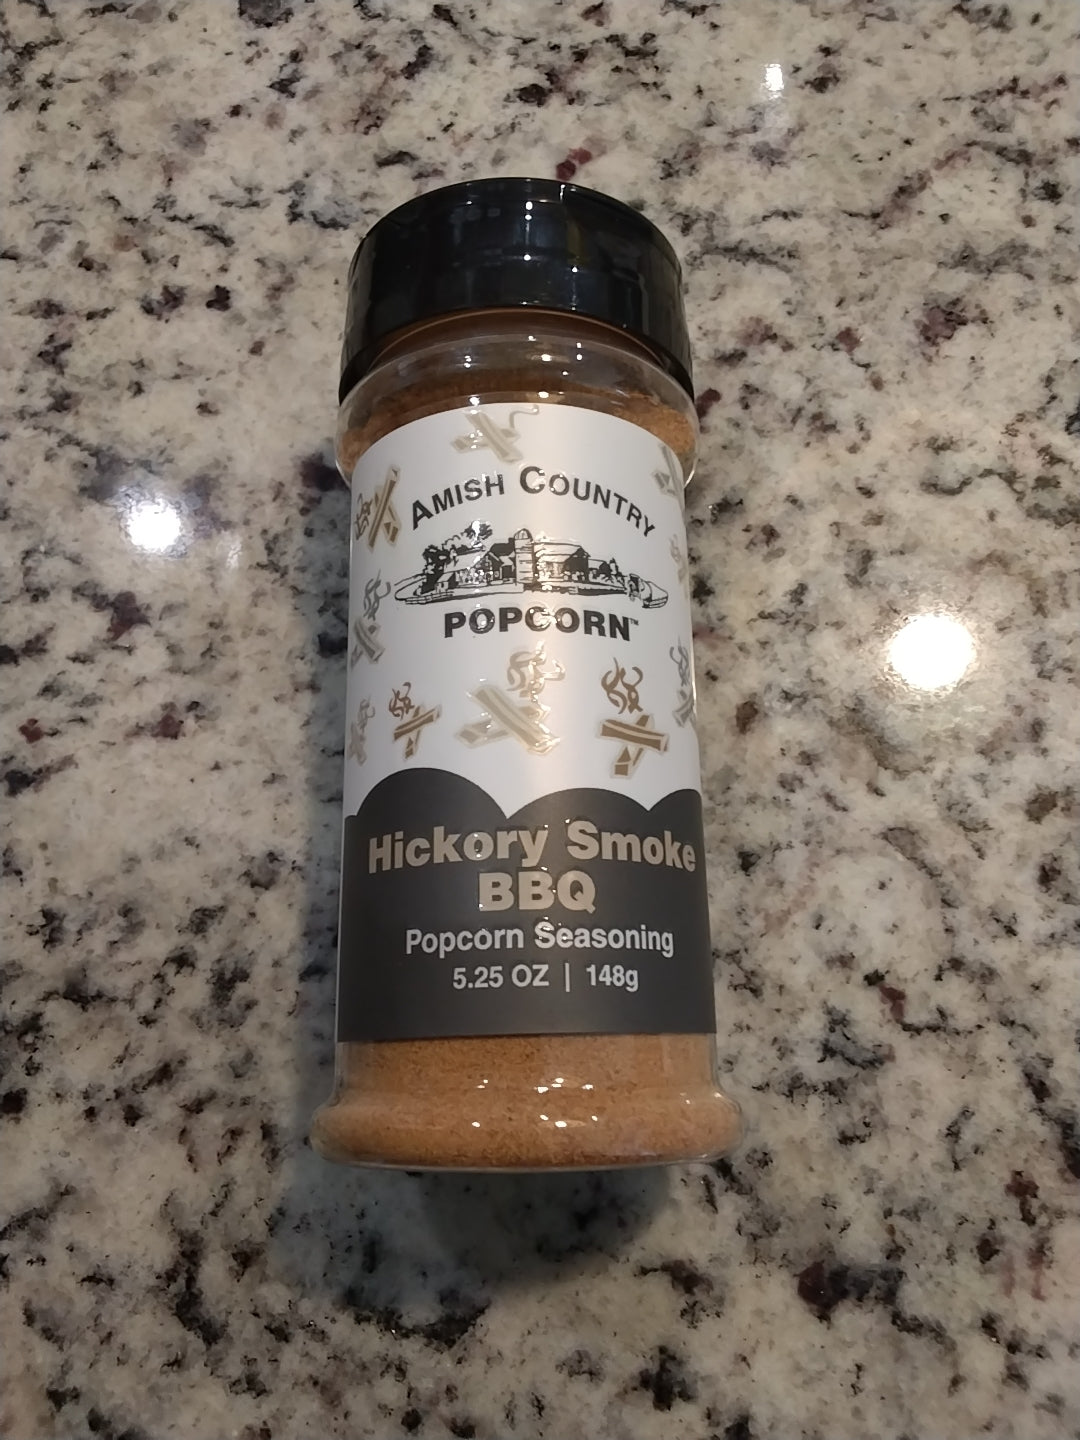 AMISH COUNTRY
POPCORN™
Hickory Smoke
BBQ
Popcorn Seasoning
5.25 OZ | 148g